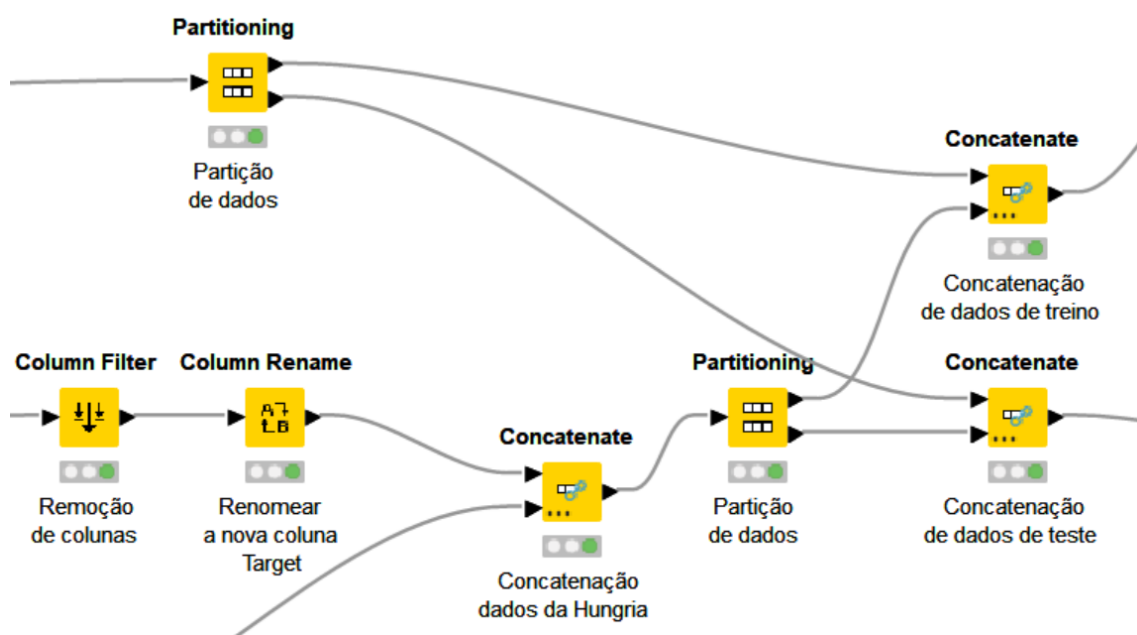 Partitioning
Partição
de dados
Concatenate
Concatenação
de dados de treino
Column Filter
Remoção
de colunas
Column Rename
Renomear
a nova coluna
Target
Concatenate
Concatenação
dados da Hungria
Partitioning
Partição
de dados
Concatenate
Concatenação
de dados de teste